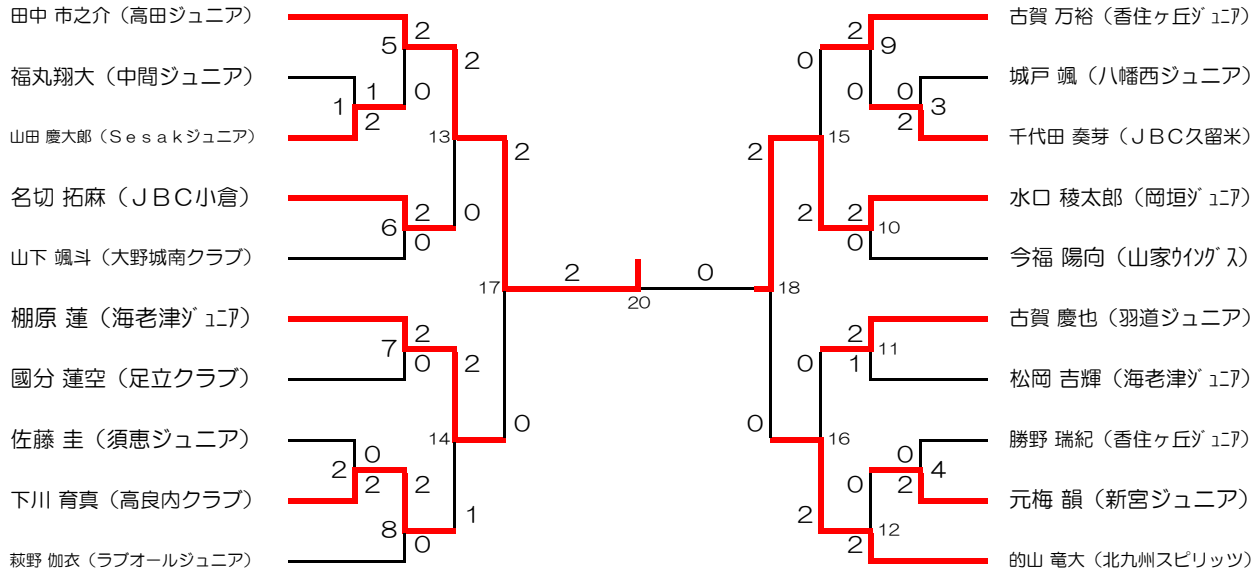 田中 市之介（高田ジュニア）
福丸翔大（中間ジュニア）
山田 慶大郎（Ｓｅｓａｋジュニア）
名切 拓麻（ＪＢＣ小倉）
山下 颯斗（大野城南クラブ）
棚原 蓮（海老津ｼﾞｭﾆｱ）
國分 蓮空（足立クラブ）
佐藤 圭（須恵ジュニア）
下川 育真（高良内クラブ）
萩野 伽衣（ラブオールジュニア）
5
2
1
1
2
0
2
13
6
2
0
0
2
17
7
2
0
2
14
0
2
0
2
8
2
0
1
2
20
0
古賀 万裕（香住ヶ丘ｼﾞｭﾆｱ）
城戸 颯（八幡西ジュニア）
千代田 奏芽（ＪＢＣ久留米）
水口 稜太郎（岡垣ｼﾞｭﾆｱ）
今福 陽向（山家ｳｲﾝｸﾞｽ）
古賀 慶也（羽道ジュニア）
松岡 吉輝（海老津ｼﾞｭﾆｱ）
勝野 瑞紀（香住ヶ丘ｼﾞｭﾆｱ）
元梅 韻（新宮ジュニア）
的山 竜大（北九州スピリッツ）
2
9
0
0
0
3
2
2
15
2
2
10
0
18
2
11
1
0
0
16
0
4
2
0
2
12
2